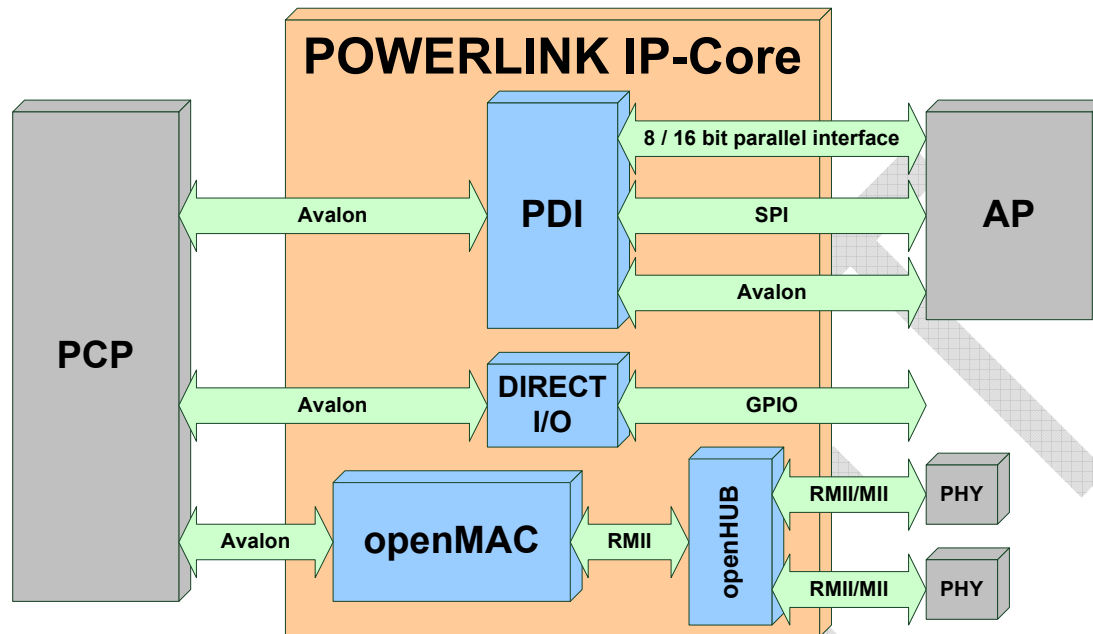 POWERLINK IP-Core
8 / 16 bit parallel interface
Avalon
PDI
SPI
AP
Avalon
PCP
Avalon
DIRECT
I/O
GPIO
RMII/MII
PHY
Avalon
openMAC
RMII
openHUB
RMII/MII
PHY